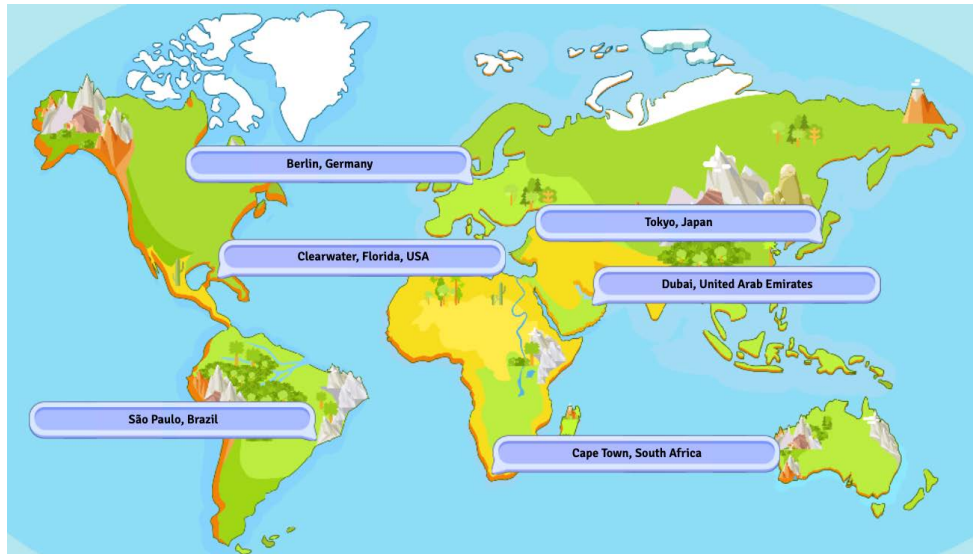 Berlin, Germany
Tokyo, Japan
Clearwater, Florida, USA
Dubai, United Arab Emirates
São Paulo, Brazil
Cape Town, South Africa